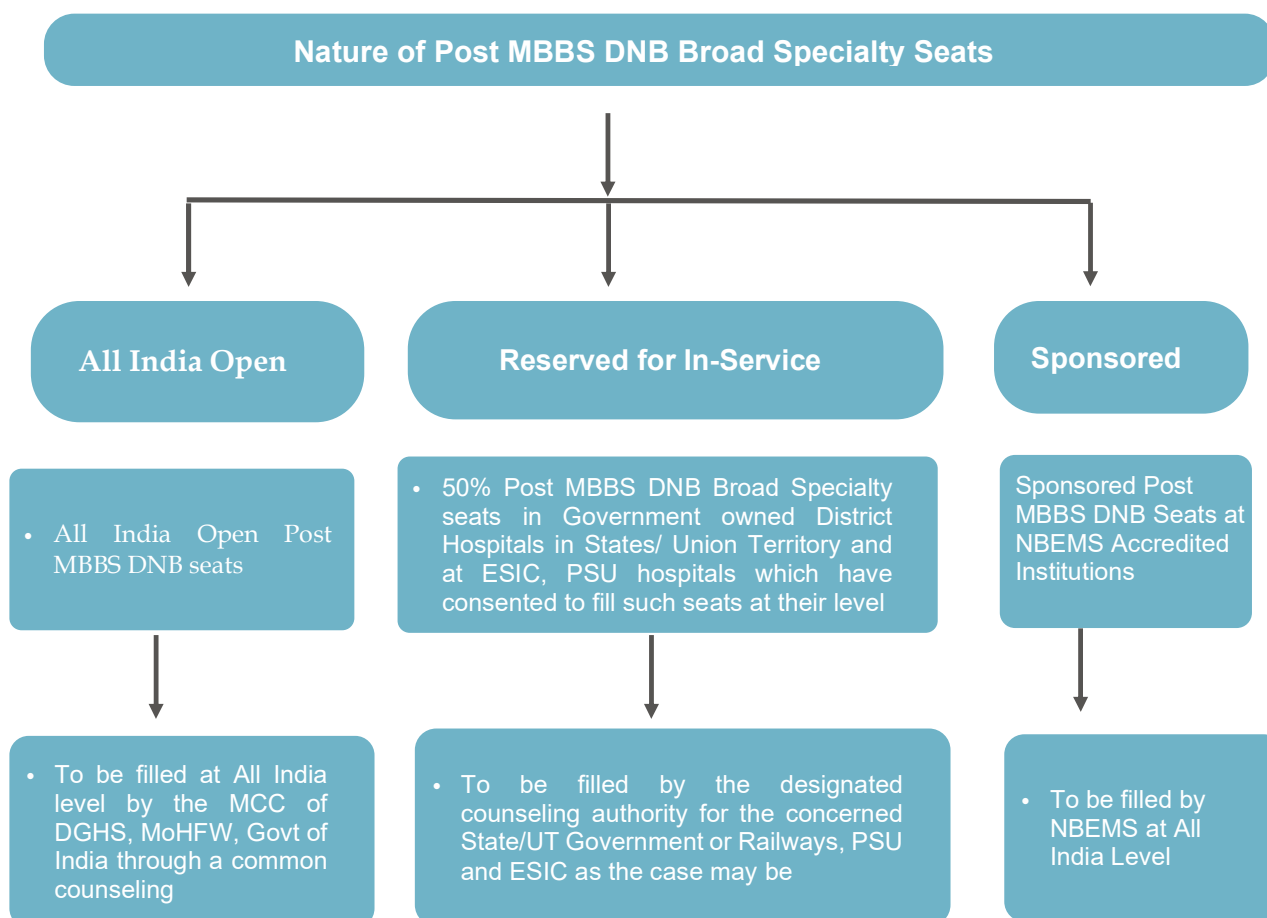 Nature of Post MBBS DNB Broad Specialty Seats
All India Open
Reserved for In-Service
Sponsored
• All India Open Post
MBBS DNB seats
• 50% Post MBBS DNB Broad Specialty
seats in Government owned District
Hospitals in States/ Union Territory and
at ESIC, PSU hospitals which have
consented to fill such seats at their level
Sponsored Post
MBBS DNB Seats at
NBEMS Accredited
Institutions
• To be filled at All India
level by the MCC of
DGHS, MoHFW, Govt of
India through a common
counseling
• To be filled by the designated
counseling authority for the concerned
State/UT Government or Railways, PSU
and ESIC as the case may be
• To be filled by
NBEMS at All
India Level